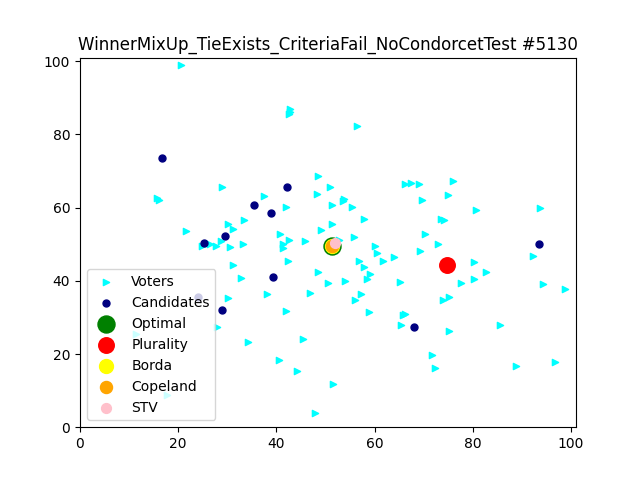 WinnerMixUp_TieExists_CriteriaFail_NoCondorcetTest #5130
100
80
60
40
20
0
Voters
Candidates
Optimal
Plurality
Borda
Copeland
STV
0 20 40 60 80 100